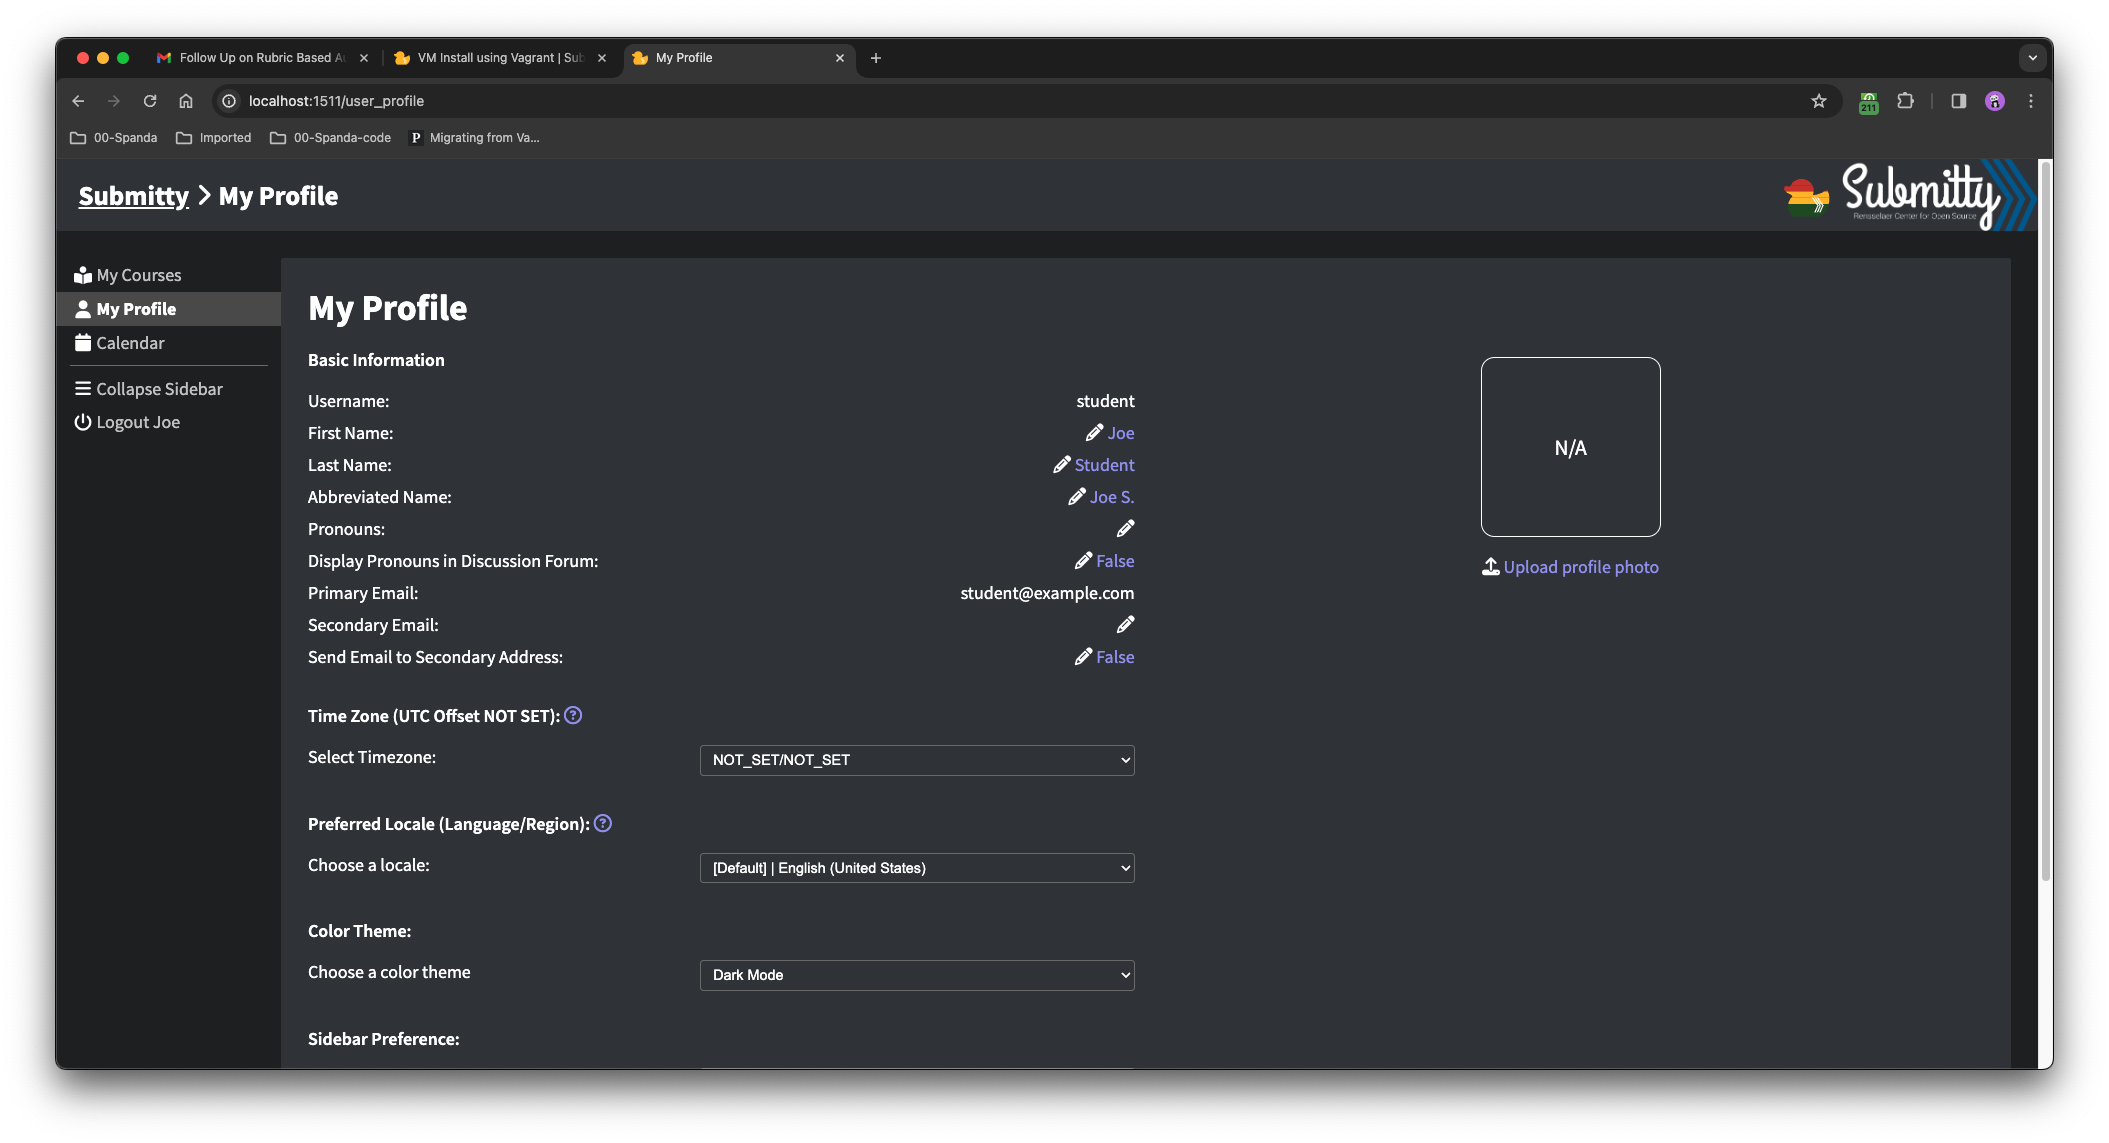 Follow Up on Rubric Based A
VM Install using Vagrant | Sub
My Profile
localhost:1511/user_profile
211
00-Spanda
Imported
00-Spanda-code
P
Migrating from Va...
Submitty
My Profile
Submitty
Rensselaer Center for Open Source
My Courses
My Profile
Calendar
Collapse Sidebar
Logout Joe
My Profile
Basic Information
Username: student
First Name: Joe
Last Name: Student
Abbreviated Name: Joe S.
Pronouns:
Display Pronouns in Discussion Forum: False
Primary Email: student@example.com
Secondary Email:
Send Email to Secondary Address: False
N/A
Upload profile photo
Time Zone (UTC Offset NOT SET): ?
Select Timezone: NOT_SET/NOT_SET
Preferred Locale (Language/Region): ?
Choose a locale: [Default] | English (United States)
Color Theme:
Choose a color theme Dark Mode
Sidebar Preference: